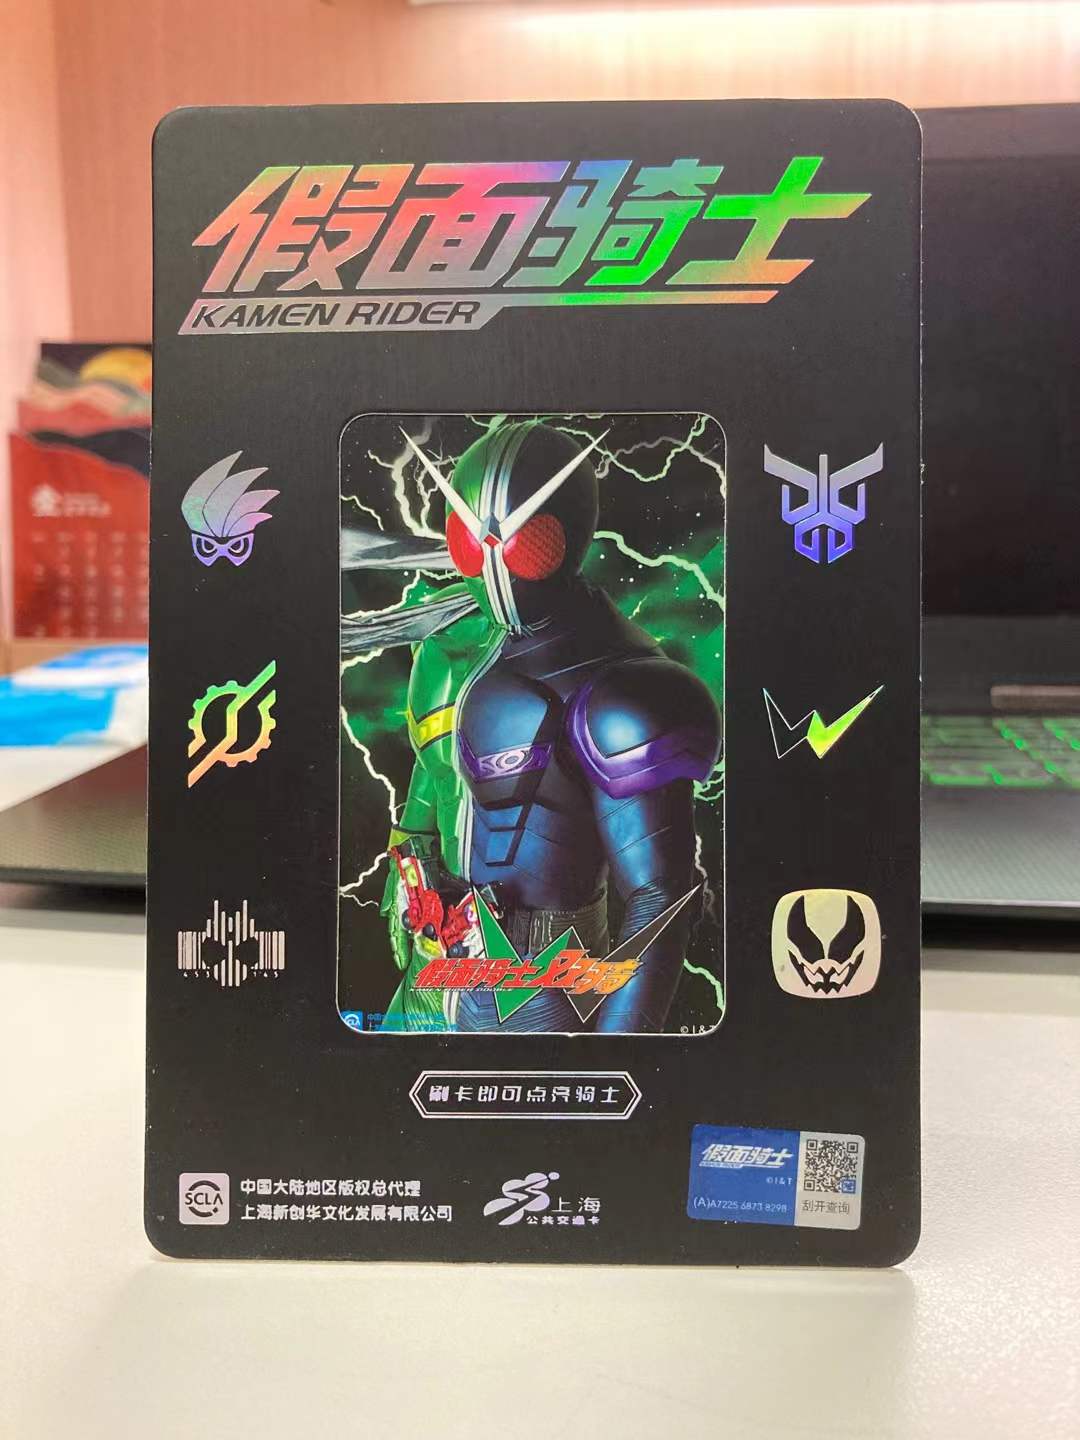 假面骑士
KAMEN RIDER
假面骑士双骑
KAMEN RIDER DOUBLE
SCLA
©I&T
刷卡即可点亮骑士
SCLA
中国大陆地区版权总代理
上海新创华文化发展有限公司
上海
公共交通卡
假面骑士
KAMEN RIDER
©I&T
(A)A7225 6873 8298
刮开查询